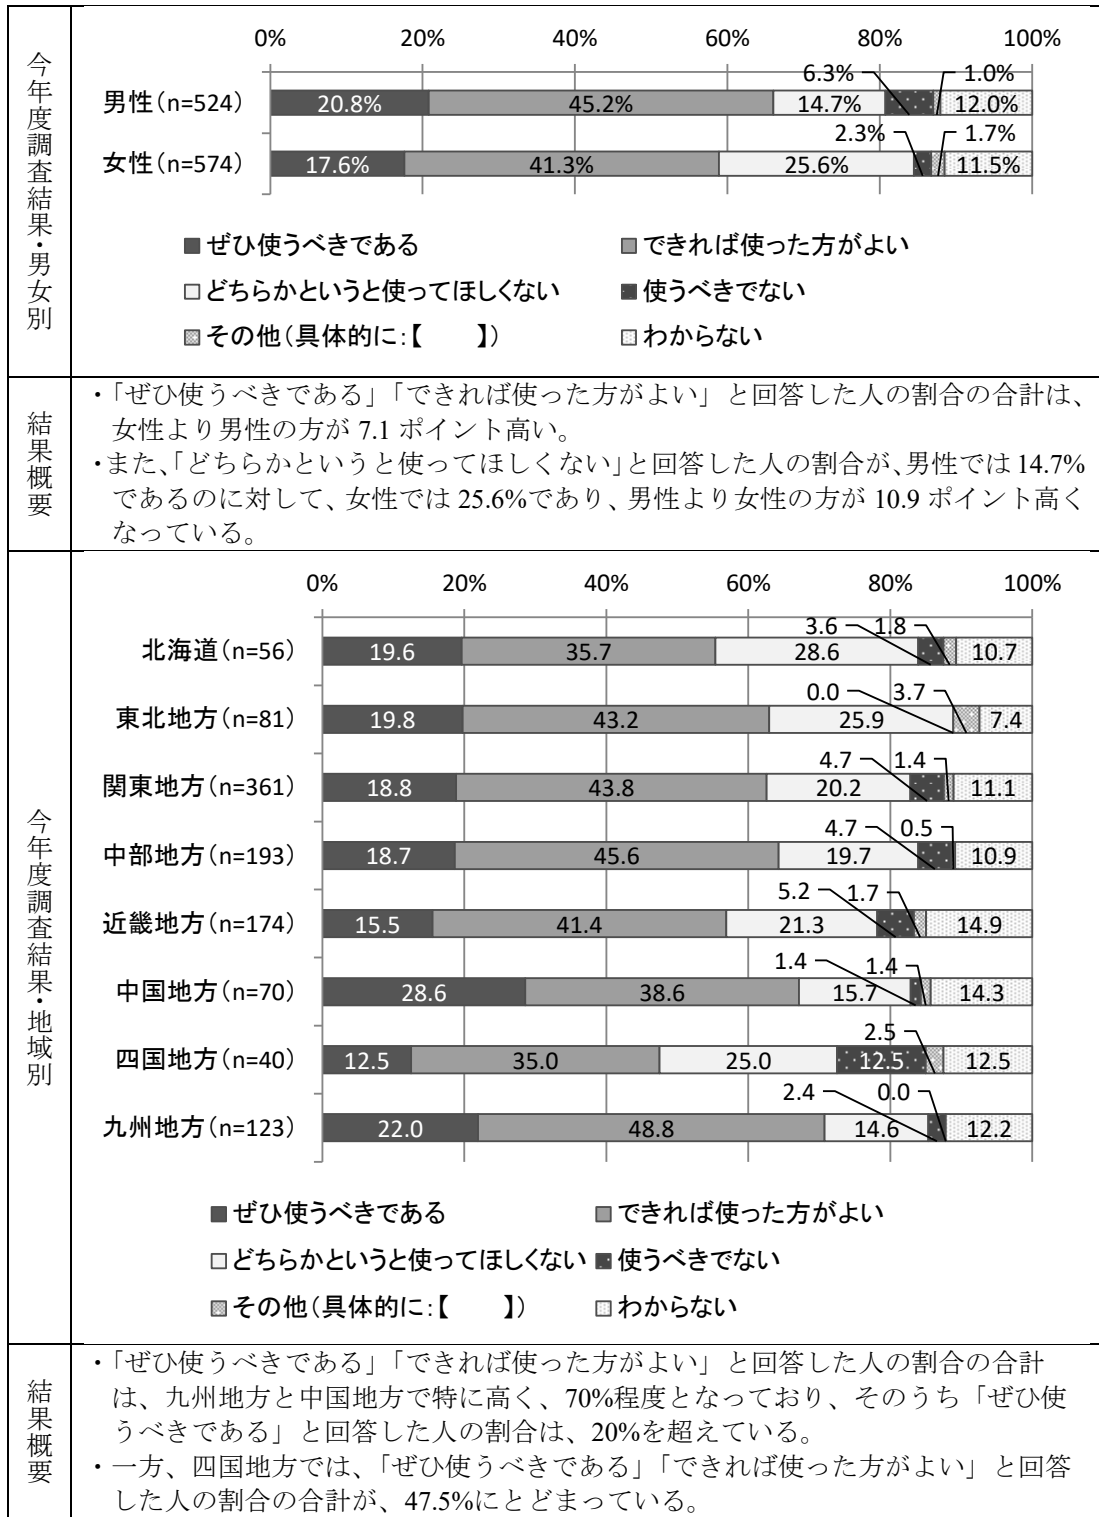 今年度調査結果・男女別
0% 20% 40% 60% 80% 100%
6.3% 1.0%
男性(n=524) 20.8% 45.2% 14.7% 12.0%
2.3% 1.7%
女性(n=574) 17.6% 41.3% 25.6% 11.5%
ぜひ使うべきである できれば使った方がよい
どちらかというと使ってほしくない 使うべきでない
その他(具体的に:【　　】) わからない
結果概要
・「ぜひ使うべきである」「できれば使った方がよい」と回答した人の割合の合計は、
女性より男性の方が 7.1 ポイント高い。
・また、「どちらかというと使ってほしくない」と回答した人の割合が、男性では 14.7%
であるのに対して、女性では 25.6%であり、男性より女性の方が 10.9 ポイント高く
なっている。
今年度調査結果・地域別
0% 20% 40% 60% 80% 100%
3.6 1.8
北海道(n=56) 19.6 35.7 28.6 10.7
0.0 3.7
東北地方(n=81) 19.8 43.2 25.9 7.4
4.7 1.4
関東地方(n=361) 18.8 43.8 20.2 11.1
4.7 0.5
中部地方(n=193) 18.7 45.6 19.7 10.9
5.2 1.7
近畿地方(n=174) 15.5 41.4 21.3 14.9
1.4 1.4
中国地方(n=70) 28.6 38.6 15.7 14.3
2.5
四国地方(n=40) 12.5 35.0 25.0 12.5 12.5
2.4 0.0
九州地方(n=123) 22.0 48.8 14.6 12.2
ぜひ使うべきである できれば使った方がよい
どちらかというと使ってほしくない 使うべきでない
その他(具体的に:【　　】) わからない
結果概要
・「ぜひ使うべきである」「できれば使った方がよい」と回答した人の割合の合計
は、九州地方と中国地方で特に高く、70%程度となっており、そのうち「ぜひ使
うべきである」と回答した人の割合は、20%を超えている。
・一方、四国地方では、「ぜひ使うべきである」「できれば使った方がよい」と回答
した人の割合の合計が、47.5%にとどまっている。